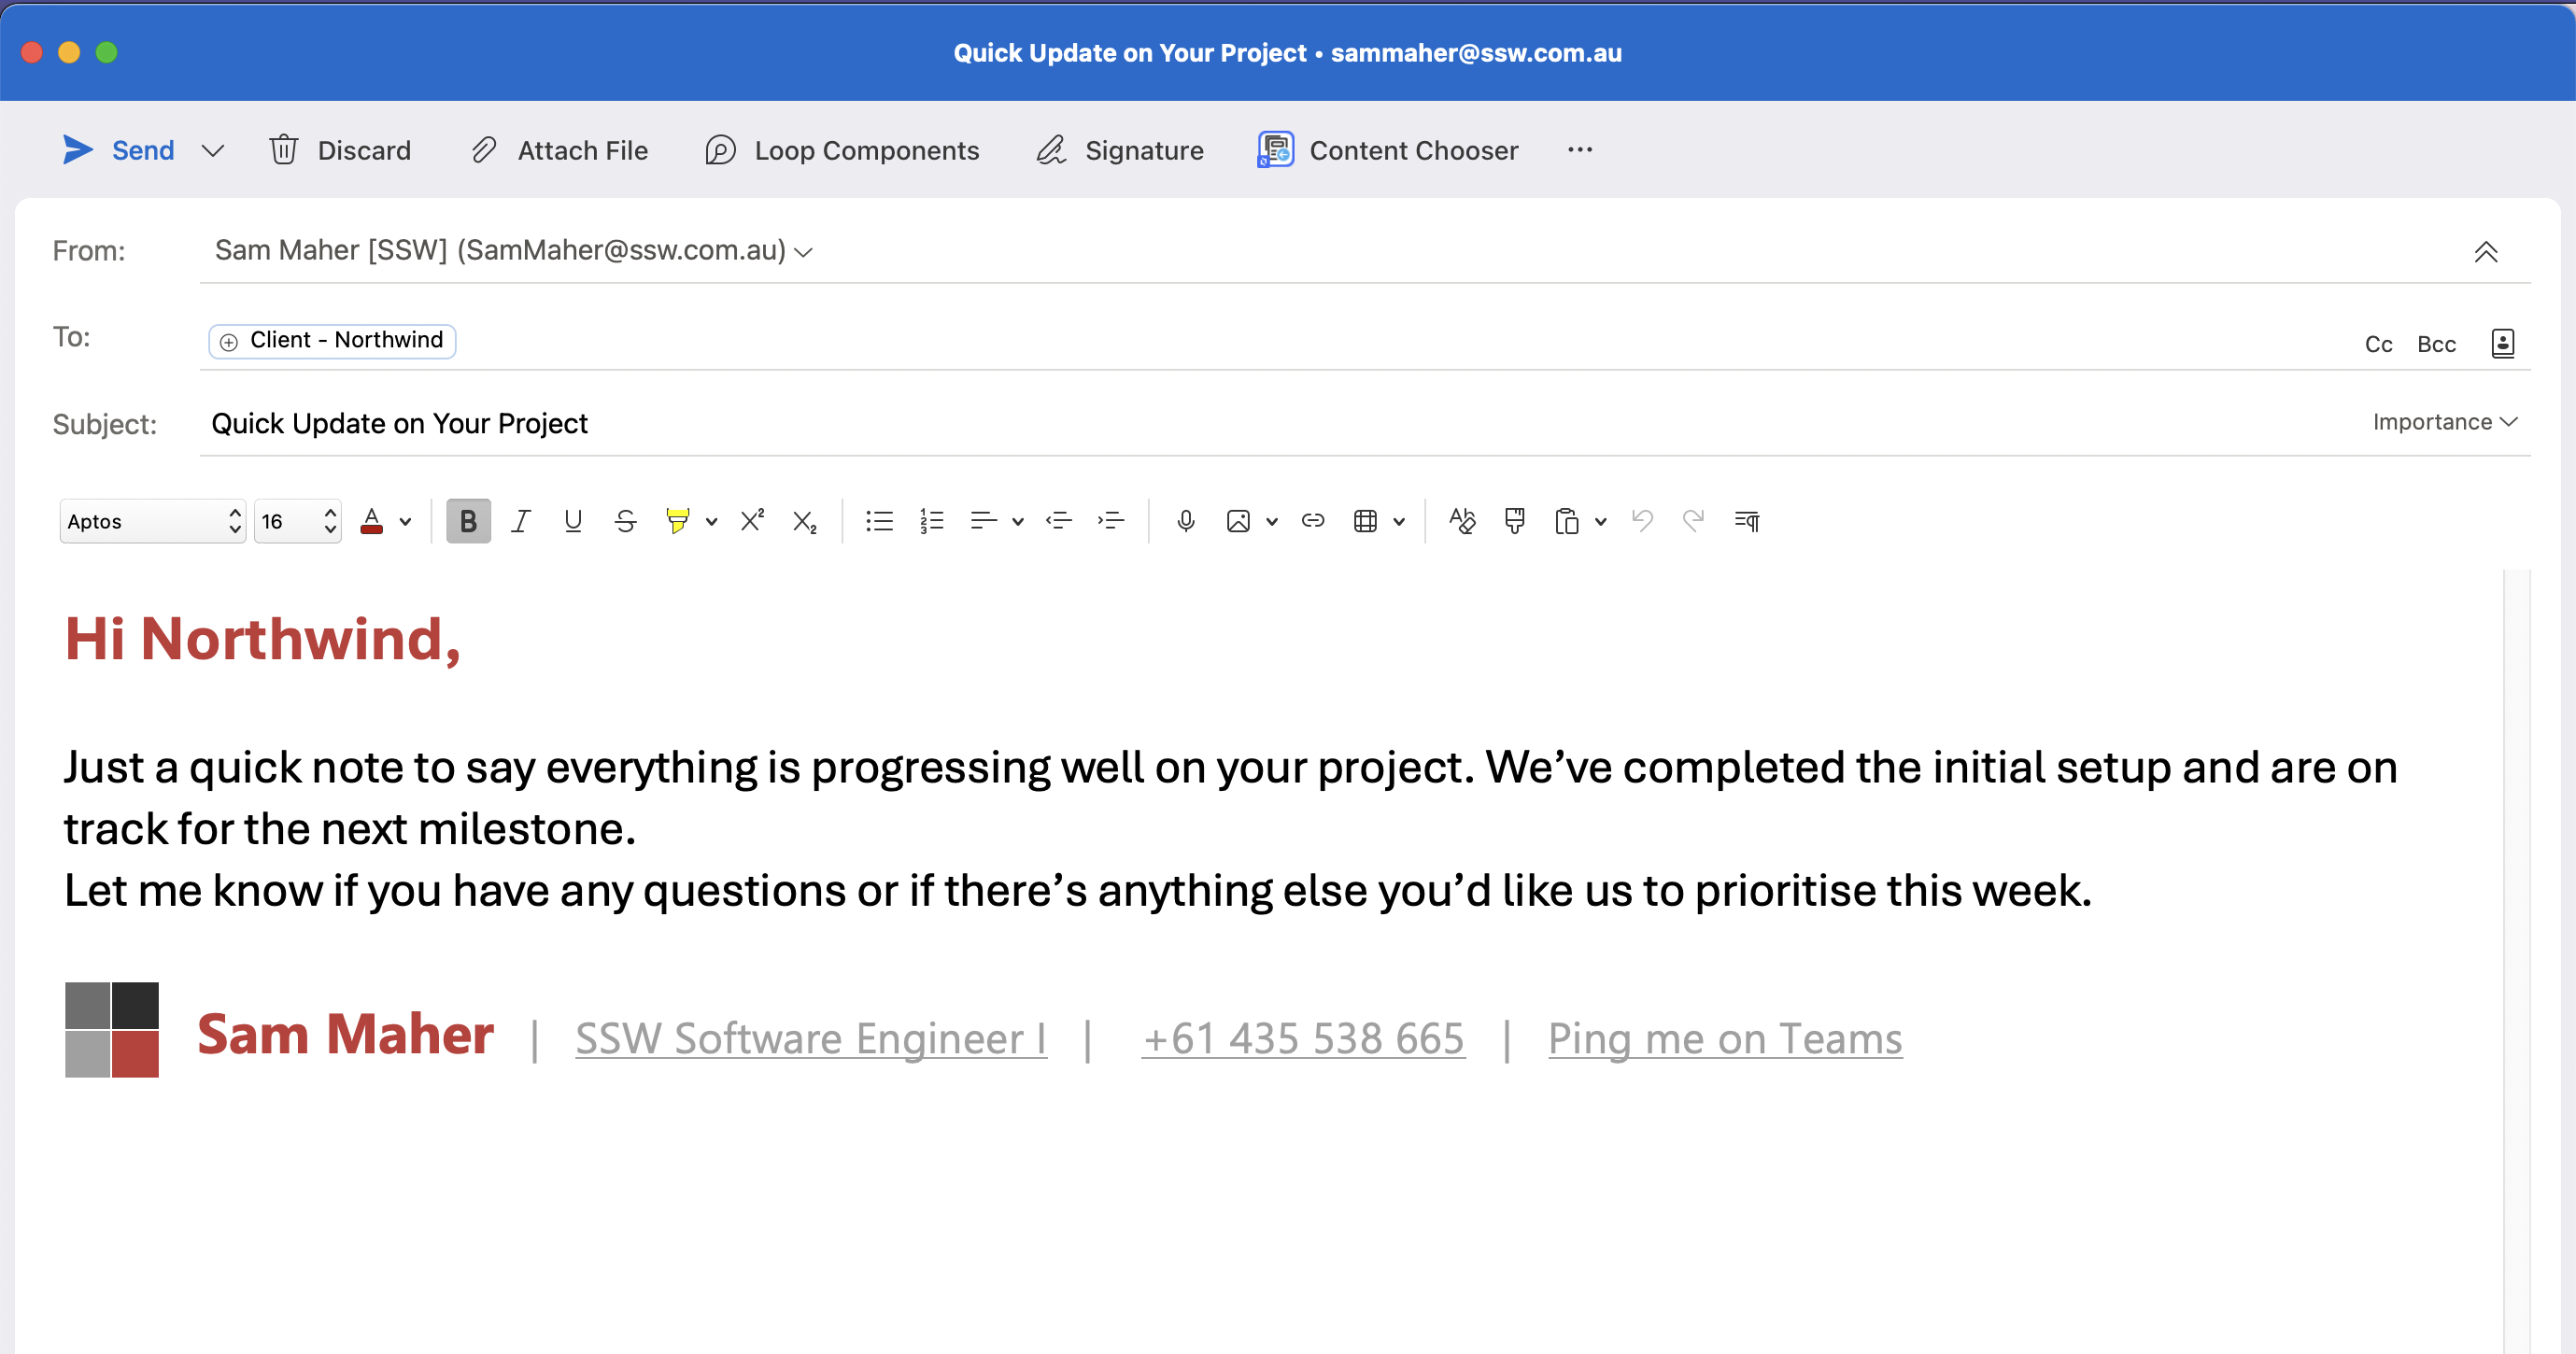 Quick Update on Your Project • sammaher@ssw.com.au
Send Discard Attach File Loop Components Signature Content Chooser ...
From: Sam Maher [SSW] (SamMaher@ssw.com.au)
To: Client - Northwind Cc Bcc
Subject: Quick Update on Your Project Importance
Aptos 16 A B I U S X² X₂
Hi Northwind,
Just a quick note to say everything is progressing well on your project. We’ve completed the initial setup and are on
track for the next milestone.
Let me know if you have any questions or if there’s anything else you’d like us to prioritise this week.
Sam Maher | SSW Software Engineer I | +61 435 538 665 | Ping me on Teams